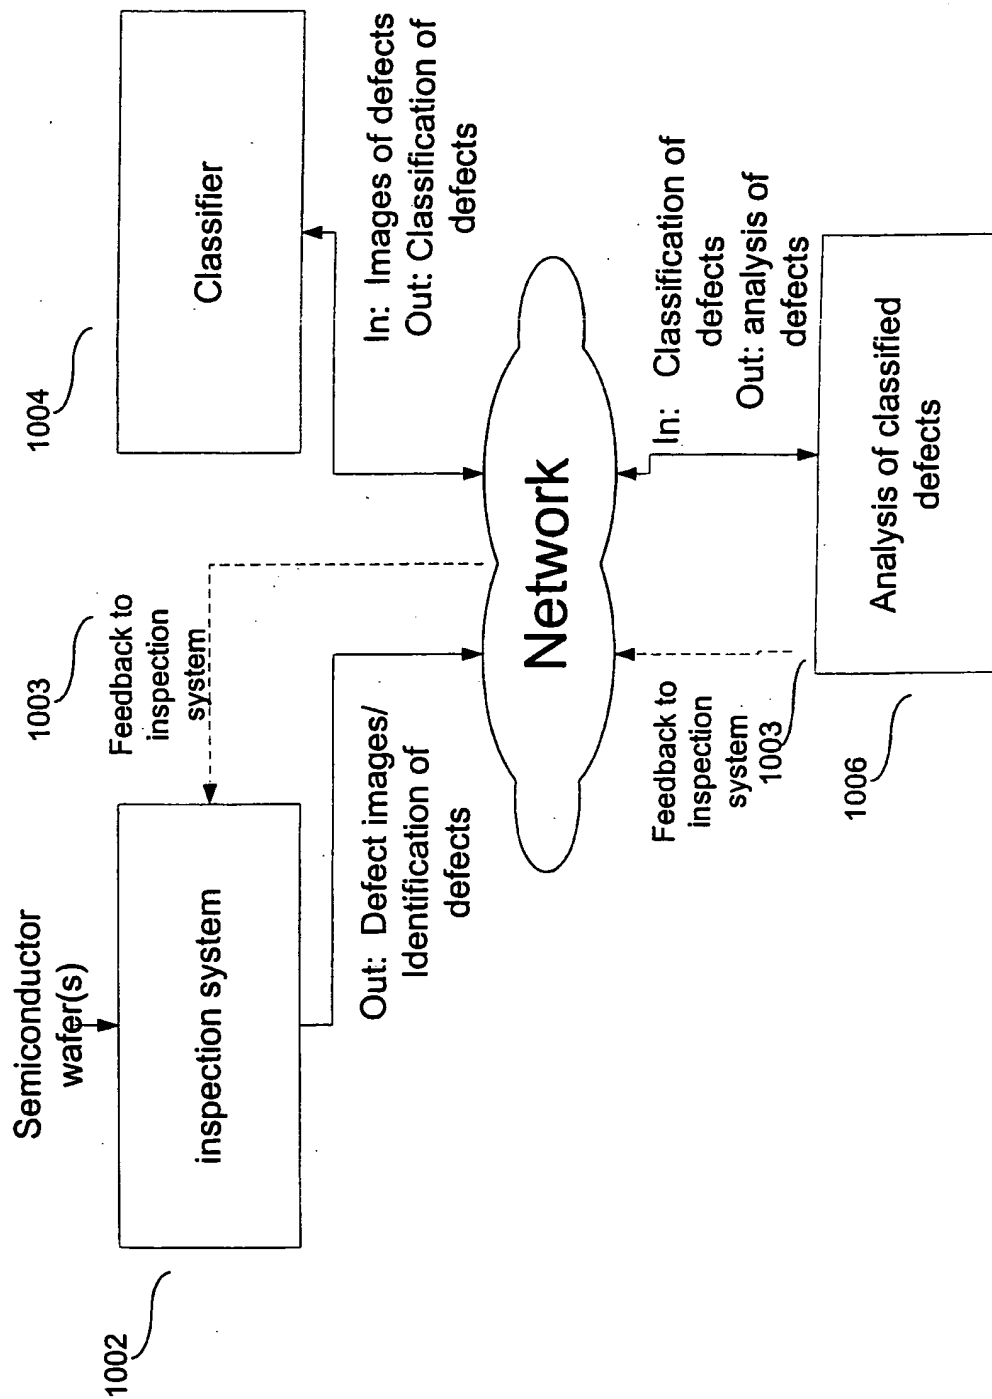 Semiconductor
wafer(s)
1002
inspection system
1003
Feedback to
inspection
system
1004
Classifier
Out: Defect images/
Identification of
defects
In: Images of defects
Out: Classification of
defects
Network
Feedback to
inspection
system
1003
In: Classification of
defects
Out: analysis of
defects
1006
Analysis of classified
defects